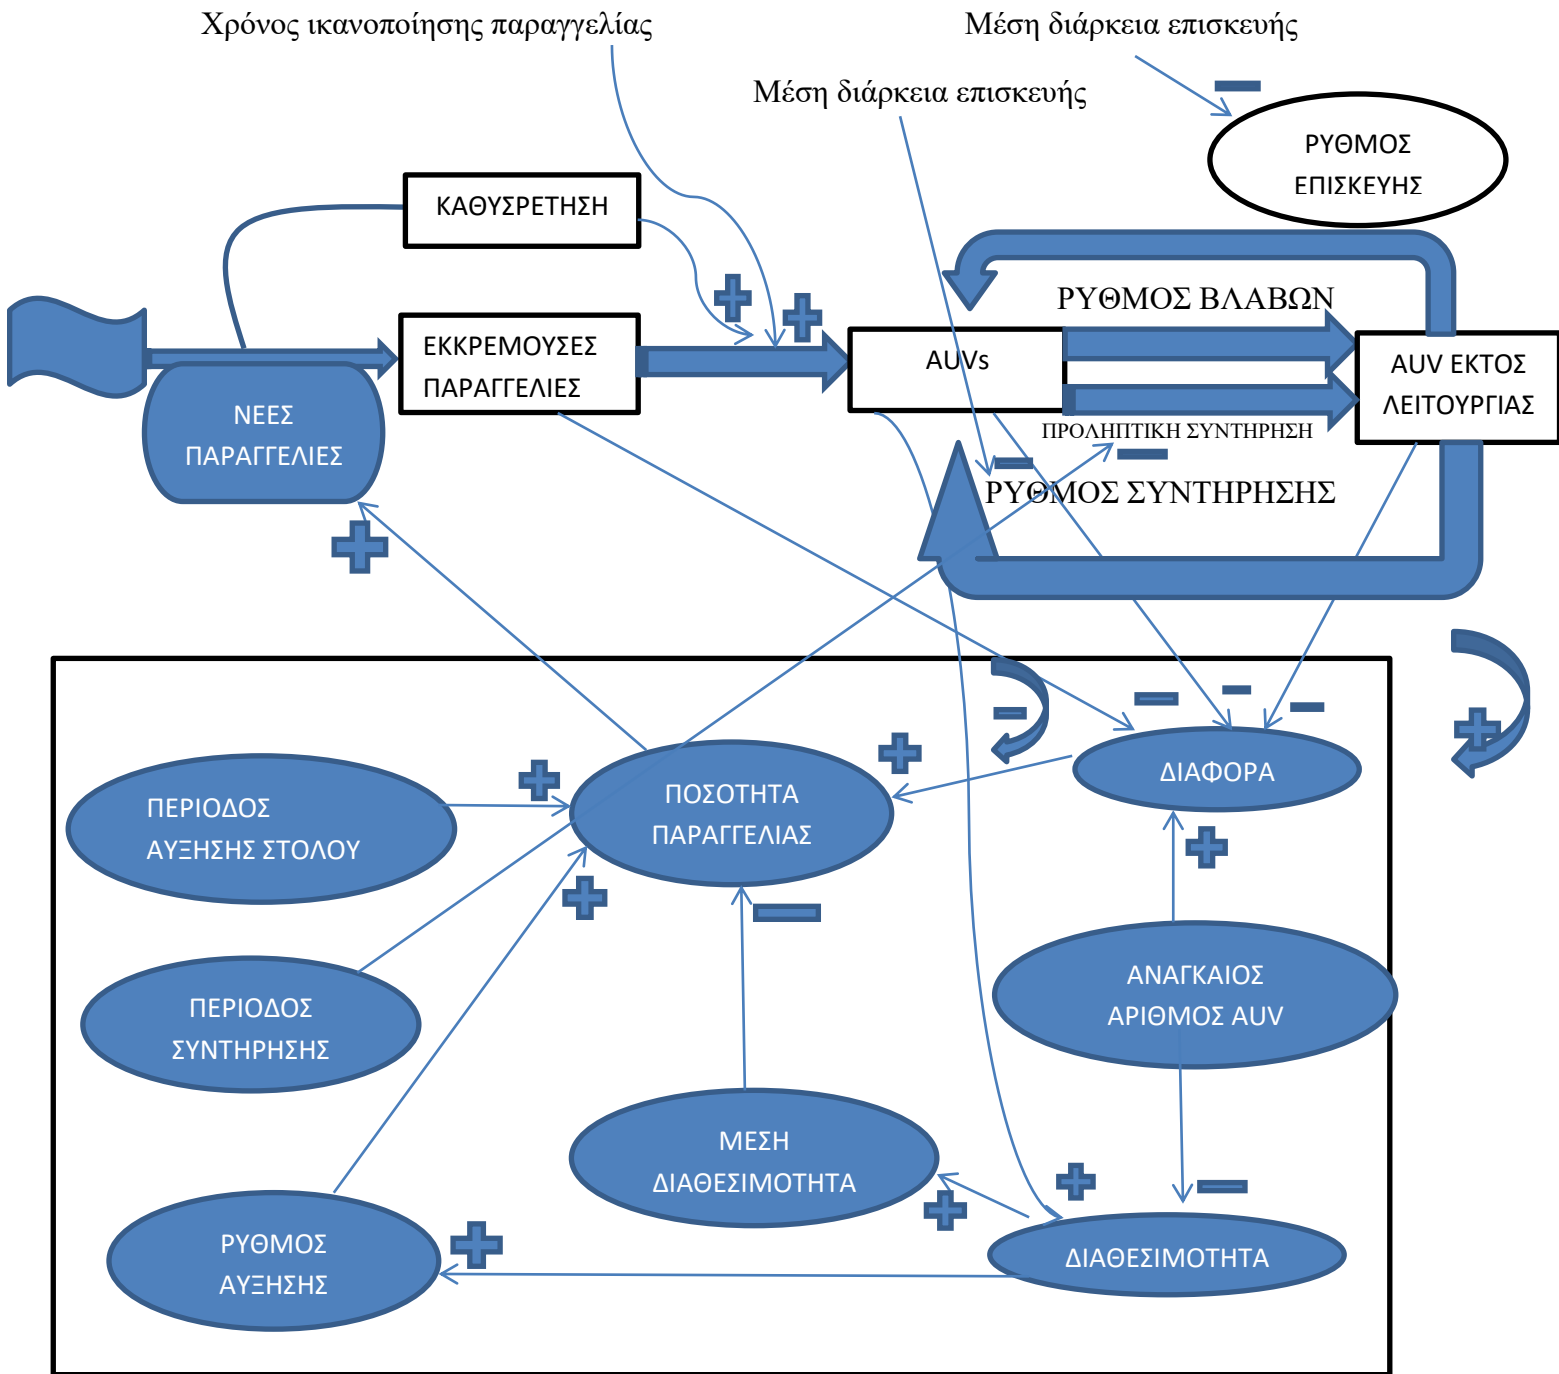 Χρόνος ικανοποίησης παραγγελίας
Μέση διάρκεια επισκευής
Μέση διάρκεια επισκευής
ΡΥΘΜΟΣ
ΕΠΙΣΚΕΥΗΣ
ΚΑΘΥΣΡΕΤΗΣΗ
ΡΥΘΜΟΣ ΒΛΑΒΩΝ
ΕΚΚΡΕΜΟΥΣΕΣ
ΠΑΡΑΓΓΕΛΙΕΣ
AUVs
AUV ΕΚΤΟΣ
ΛΕΙΤΟΥΡΓΙΑΣ
ΝΕΕΣ
ΠΑΡΑΓΓΕΛΙΕΣ
ΠΡΟΛΗΠΤΙΚΗ ΣΥΝΤΗΡΗΣΗ
ΡΥΘΜΟΣ ΣΥΝΤΗΡΗΣΗΣ
ΔΙΑΦΟΡΑ
ΠΟΣΟΤΗΤΑ
ΠΑΡΑΓΓΕΛΙΑΣ
ΠΕΡΙΟΔΟΣ
ΑΥΞΗΣΗΣ ΣΤΟΛΟΥ
ΑΝΑΓΚΑΙΟΣ
ΑΡΙΘΜΟΣ AUV
ΠΕΡΙΟΔΟΣ
ΣΥΝΤΗΡΗΣΗΣ
ΜΕΣΗ
ΔΙΑΘΕΣΙΜΟΤΗΤΑ
ΡΥΘΜΟΣ
ΑΥΞΗΣΗΣ
ΔΙΑΘΕΣΙΜΟΤΗΤΑ